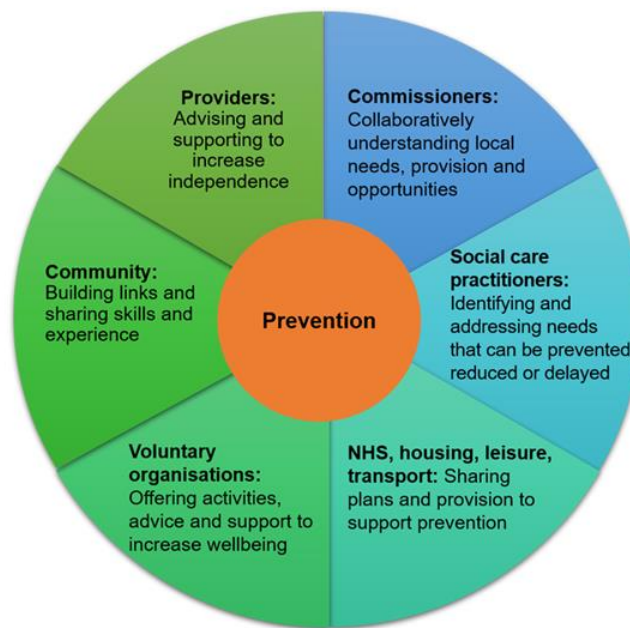 Providers:
Advising and
supporting to
increase
independence
Commissioners:
Collaboratively
understanding local
needs, provision and
opportunities
Social care
practitioners:
Identifying and
addressing needs
that can be prevented
reduced or delayed
NHS, housing, leisure,
transport: Sharing
plans and provision to
support prevention
Voluntary
organisations:
Offering activities,
advice and support to
increase wellbeing
Community:
Building links and
sharing skills and
experience
Prevention